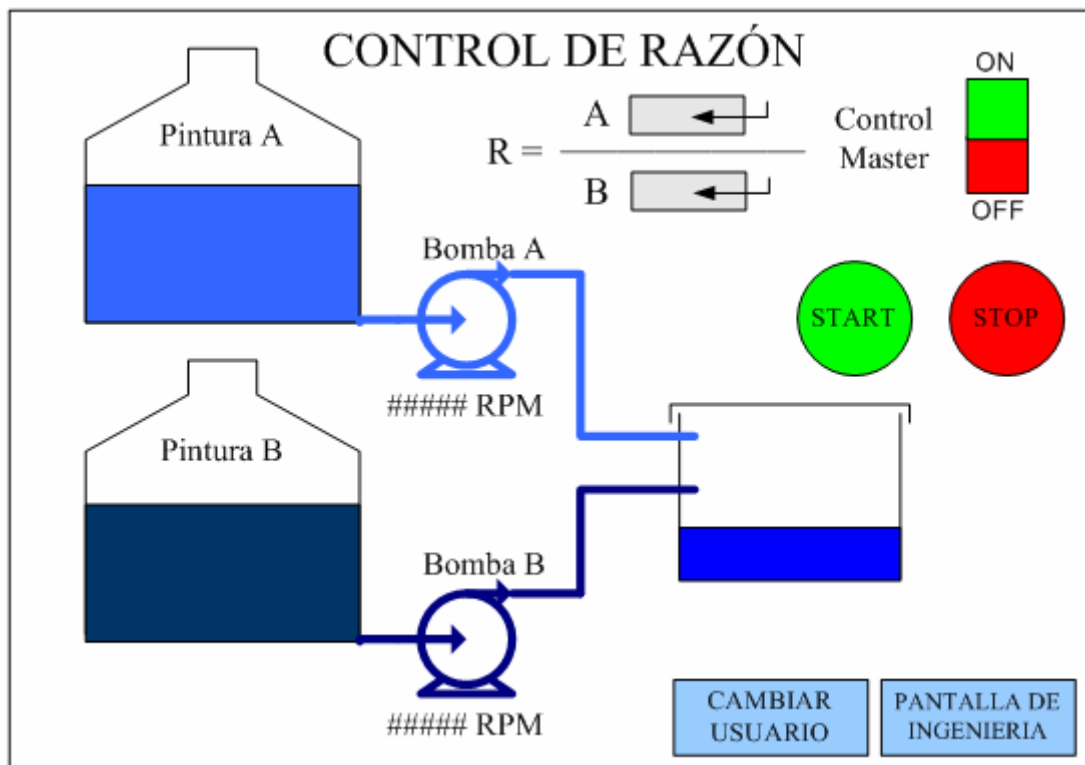 CONTROL DE RAZÓN
Pintura A
R =
A
B
Control
Master
ON
OFF
Bomba A
##### RPM
START
STOP
Pintura B
Bomba B
##### RPM
CAMBIAR
USUARIO
PANTALLA DE
INGENIERIA